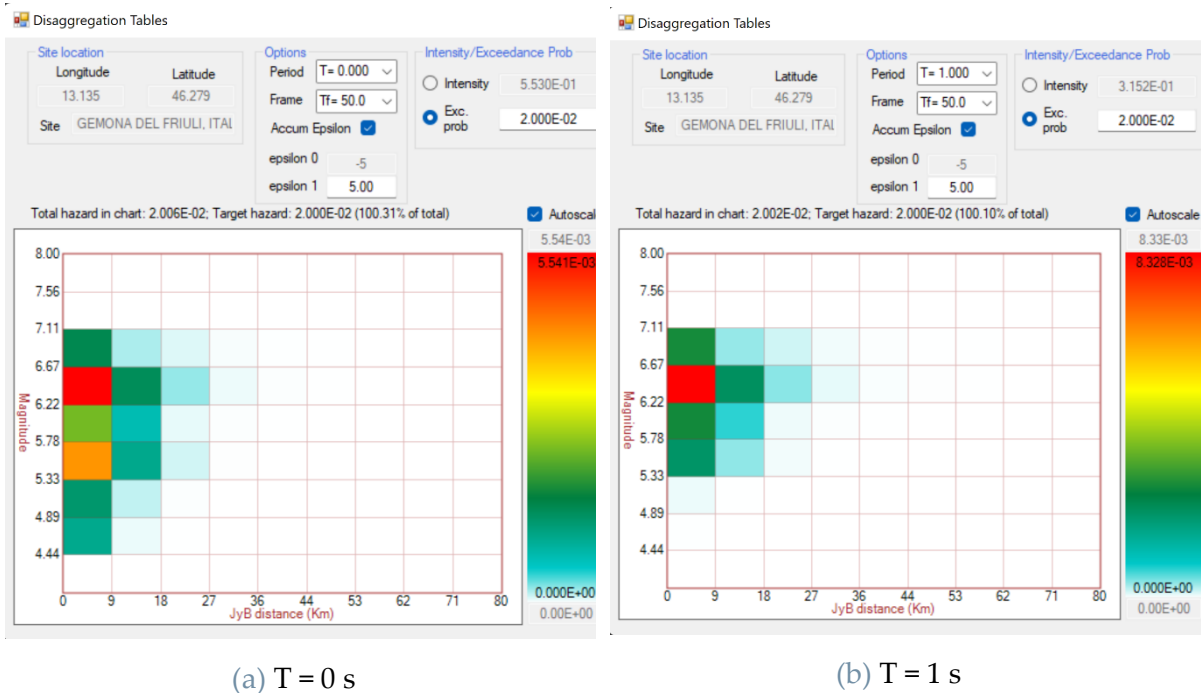 Disaggregation Tables
Site location
Longitude Latitude
13.135 46.279
Site GEMONA DEL FRIULI, ITAL
Options
Period T= 0.000
Frame Tf= 50.0
Accum Epsilon
epsilon 0 -5
epsilon 1 5.00
Intensity/Exceedance Prob
Intensity 5.530E-01
Exc. prob 2.000E-02
Total hazard in chart: 2.006E-02; Target hazard: 2.000E-02 (100.31% of total)
Autoscale
5.54E-03
5.541E-03
0.000E+00
0.00E+00
8.00
7.56
7.11
6.67
6.22
5.78
5.33
4.89
4.44
Magnitude
0 9 18 27 36 44 53 62 71 80
JyB distance (Km)
(a) T = 0 s
Disaggregation Tables
Site location
Longitude Latitude
13.135 46.279
Site GEMONA DEL FRIULI, ITAL
Options
Period T= 1.000
Frame Tf= 50.0
Accum Epsilon
epsilon 0 -5
epsilon 1 5.00
Intensity/Exceedance Prob
Intensity 3.152E-01
Exc. prob 2.000E-02
Total hazard in chart: 2.002E-02; Target hazard: 2.000E-02 (100.10% of total)
Autoscale
8.33E-03
8.328E-03
0.000E+00
0.00E+00
8.00
7.56
7.11
6.67
6.22
5.78
5.33
4.89
4.44
Magnitude
0 9 18 27 36 44 53 62 71 80
JyB distance (Km)
(b) T = 1 s